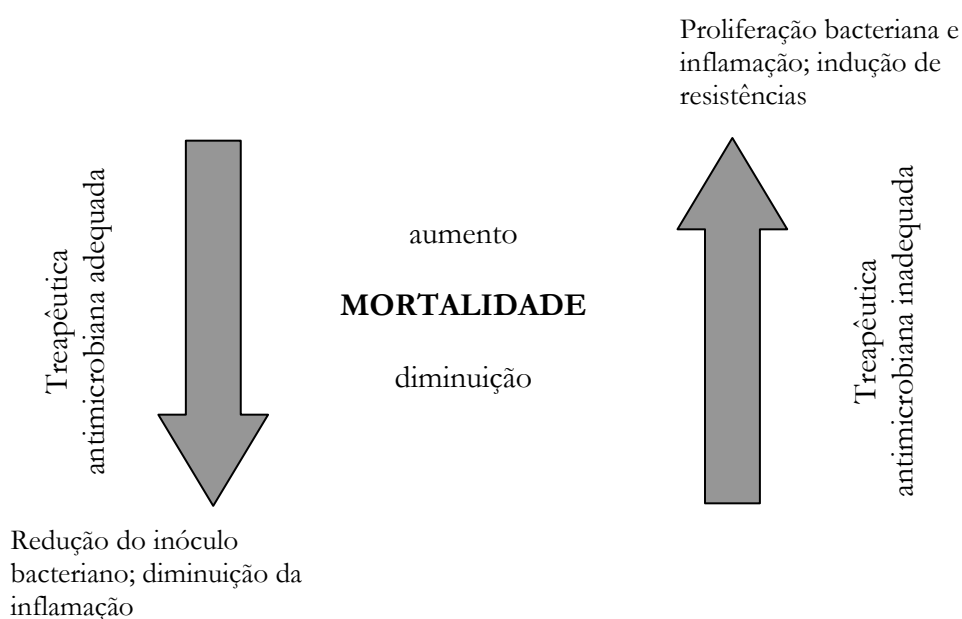 Proliferação bacteriana e
inflamação; indução de
resistências
Treapêutica
antimicrobiana adequada
aumento
MORTALIDADE
diminuição
Treapêutica
antimicrobiana inadequada
Redução do inóculo
bacteriano; diminuição da
inflamação